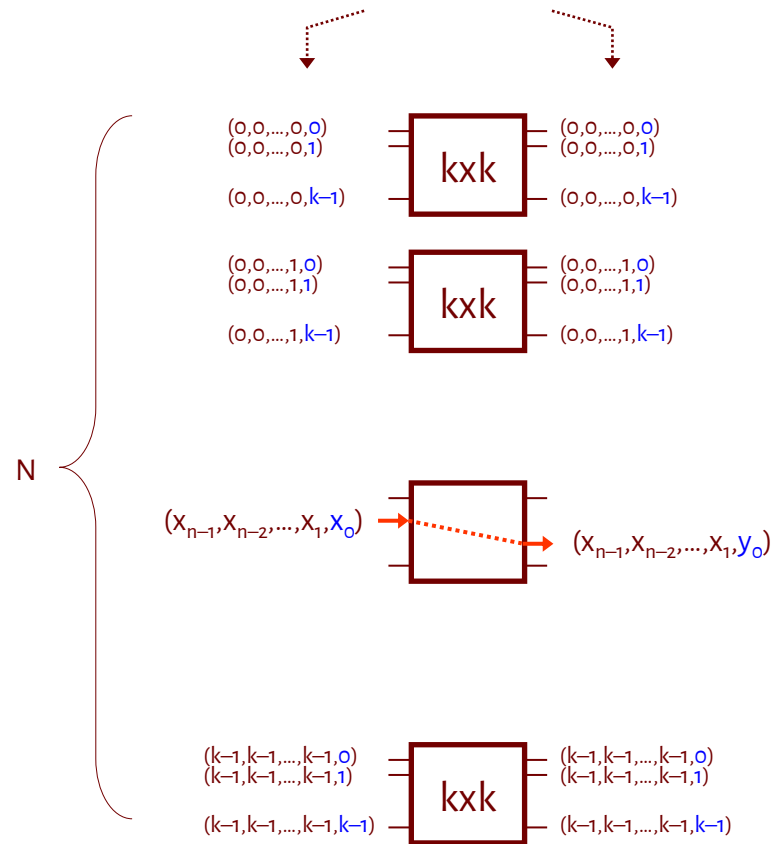 (0,0,...,0,0)
(0,0,...,0,1)
(0,0,...,0,k–1)
kxk
(0,0,...,0,0)
(0,0,...,0,1)
(0,0,...,0,k–1)
(0,0,...,1,0)
(0,0,...,1,1)
(0,0,...,1,k–1)
kxk
(0,0,...,1,0)
(0,0,...,1,1)
(0,0,...,1,k–1)
N
(xₙ₋₁,xₙ₋₂,...,x₁,x₀)
(xₙ₋₁,xₙ₋₂,...,x₁,y₀)
(k–1,k–1,...,k–1,0)
(k–1,k–1,...,k–1,1)
(k–1,k–1,...,k–1,k–1)
kxk
(k–1,k–1,...,k–1,0)
(k–1,k–1,...,k–1,1)
(k–1,k–1,...,k–1,k–1)